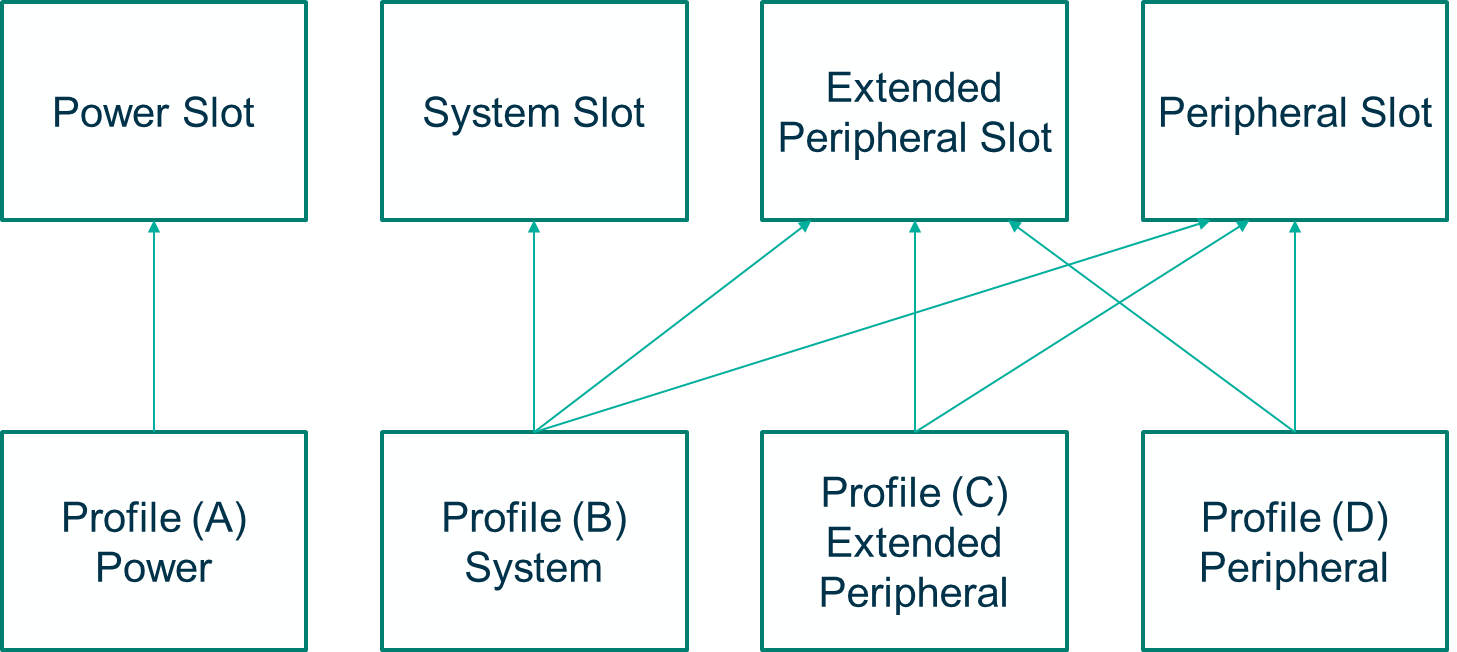 Power Slot
System Slot
Extended
Peripheral Slot
Peripheral Slot
Profile (A)
Power
Profile (B)
System
Profile (C)
Extended
Peripheral
Profile (D)
Peripheral